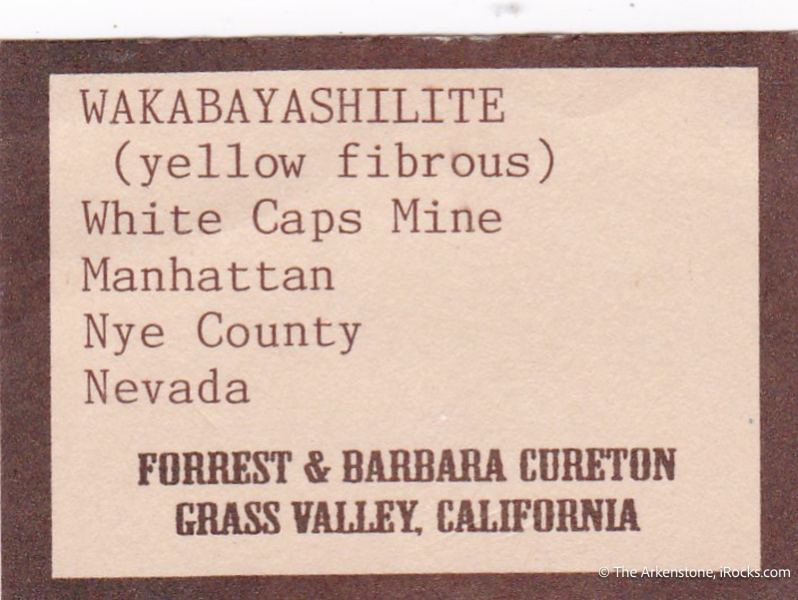 WAKABAYASHILITE
(yellow fibrous)
White Caps Mine
Manhattan
Nye County
Nevada
FORREST & BARBARA CURETON
GRASS VALLEY, CALIFORNIA
© The Arkenstone, iRocks.com